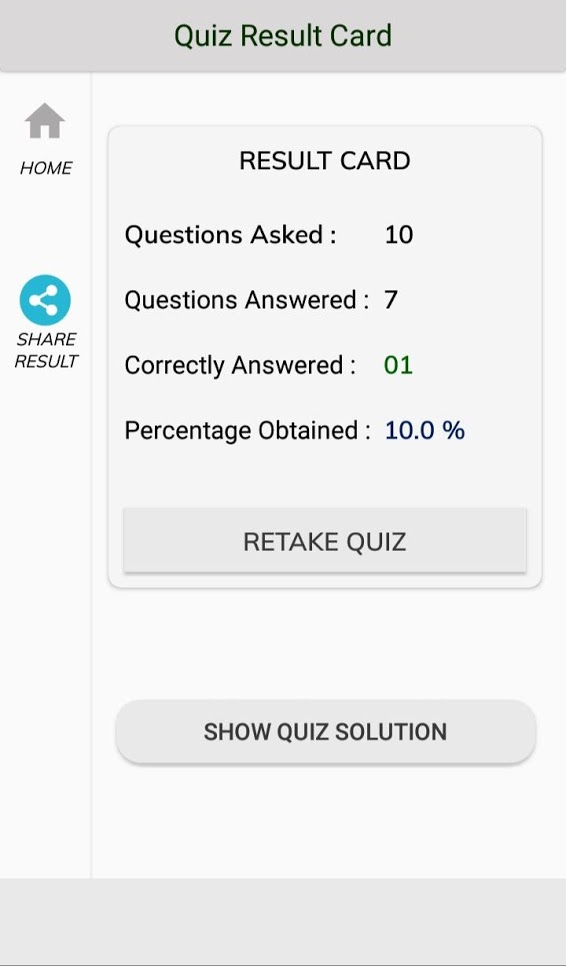 Quiz Result Card
HOME
SHARE
RESULT
RESULT CARD
Questions Asked : 10
Questions Answered : 7
Correctly Answered : 01
Percentage Obtained : 10.0 %
RETAKE QUIZ
SHOW QUIZ SOLUTION